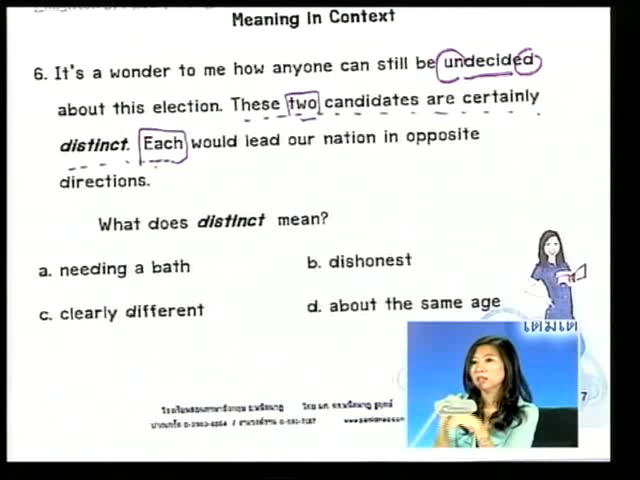 Meaning in Context
6. It's a wonder to me how anyone can still be undecided
about this election. These two candidates are certainly
distinct. Each would lead our nation in opposite
directions.
What does distinct mean?
a. needing a bath
b. dishonest
c. clearly different
d. about the same age
7